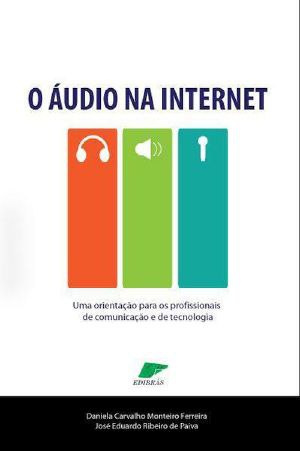 O ÁUDIO NA INTERNET
Uma orientação para os profissionais
de comunicação e de tecnologia
EDIBRÁS
Daniela Carvalho Monteiro Ferreira
José Eduardo Ribeiro de Paiva